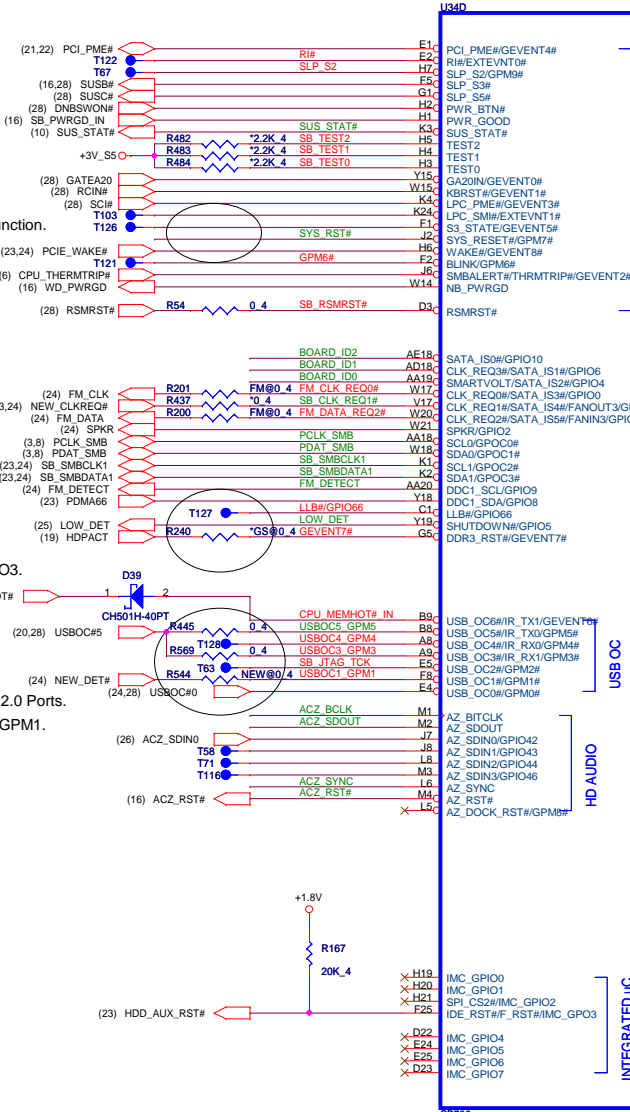 U34D
(21,22) PCI_PME# E1 PCI_PME#/GEVENT4#
T122 RI# E2 RI#/EXTEVNT0#
T67 SLP_S2 H7 SLP_S2/GPM9#
(16,28) SUSB# F5 SLP_S3#
(28) SUSC# G1 SLP_S5#
(28) DNBSWON# H2 PWR_BTN#
(16) SB_PWRGD_IN H1 PWR_GOOD
(10) SUS_STAT# SUS_STAT# K3 SUS_STAT#
R482 *2.2K_4 SB_TEST2 H5 TEST2
+3V_S5 R483 *2.2K_4 SB_TEST1 H4 TEST1
R484 *2.2K_4 SB_TEST0 H3 TEST0
(28) GATEA20 Y15 GA20IN/GEVENT0#
(28) RCIN# W15 KBRST#/GEVENT1#
(28) SCI# K4 LPC_PME#/GEVENT3#
T103 K24 LPC_SMI#/EXTEVNT1#
unction. T126 F1 S3_STATE/GEVENT5#
SYS_RST# J2 SYS_RESET#/GPM7#
(23,24) PCIE_WAKE# H6 WAKE#/GEVENT8#
T121 GPM6# F2 BLINK/GPM6#
(6) CPU_THERMTRIP# J6 SMBALERT#/THRMTRIP#/GEVENT2#
(16) WD_PWRGD W14 NB_PWRGD
(28) RSMRST# R54 0_4 SB_RSMRST# D3 RSMRST#
BOARD_ID2 AE18 SATA_IS0#/GPIO10
BOARD_ID1 AD18 CLK_REQ3#/SATA_IS1#/GPIO6
BOARD_ID0 AA19 SMARTVOLT/SATA_IS2#/GPIO4
(24) FM_CLK R201 FM@0_4 FM_CLK_REQ0# W17 CLK_REQ0#/SATA_IS3#/GPIO0
3,24) NEW_CLKREQ# R437 *0_4 SB_CLK_REQ1# V17 CLK_REQ1#/SATA_IS4#/FANOUT3/G
(24) FM_DATA R200 FM@0_4 FM_DATA_REQ2# W20 CLK_REQ2#/SATA_IS5#/FANIN3/GPIO
(24) SPKR W21 SPKR/GPIO2
(3,8) PCLK_SMB PCLK_SMB AA18 SCL0/GPOC0#
(3,8) PDAT_SMB PDAT_SMB W18 SDA0/GPOC1#
(23,24) SB_SMBCLK1 SB_SMBCLK1 K1 SCL1/GPOC2#
(23,24) SB_SMBDATA1 SB_SMBDATA1 K2 SDA1/GPOC3#
(24) FM_DETECT FM_DETECT AA20 DDC1_SCL/GPIO9
(23) PDMA66 Y18 DDC1_SDA/GPIO8
T127 LLB#/GPIO66 C1 LLB#/GPIO66
(25) LOW_DET LOW_DET Y19 SHUTDOWN#/GPIO5
(19) HDPACT R240 *GS@0_4 GEVENT7# G5 DDR3_RST#/GEVENT7#
O3.
D39
OT# 1 2
CH501H-40PT
CPU_MEMHOT#_IN B9 USB_OC6#/IR_TX1/GEVENT6#
(20,28) USBOC#5 R445 0_4 USBOC5_GPM5 B8 USB_OC5#/IR_TX0/GPM5#
T128 USBOC4_GPM4 A8 USB_OC4#/IR_RX0/GPM4#
R569 0_4 USBOC3_GPM3 A9 USB_OC3#/IR_RX1/GPM3#
T63 SB_JTAG_TCK E5 USB_OC2#/GPM2#
(24) NEW_DET# R544 NEW@0_4 USBOC1_GPM1 F8 USB_OC1#/GPM1#
(24,28) USBOC#0 E4 USB_OC0#/GPM0#
USB OC
2.0 Ports.
GPM1.
ACZ_BCLK M1 AZ_BITCLK
ACZ_SDOUT M2 AZ_SDOUT
(26) ACZ_SDIN0 J7 AZ_SDIN0/GPIO42
T58 J8 AZ_SDIN1/GPIO43
T71 L8 AZ_SDIN2/GPIO44
T116 M3 AZ_SDIN3/GPIO46
ACZ_SYNC L6 AZ_SYNC
(16) ACZ_RST# ACZ_RST# M4 AZ_RST#
L5 AZ_DOCK_RST#/GPM8#
HD AUDIO
+1.8V
R167
20K_4
H19 IMC_GPIO0
H20 IMC_GPIO1
H21 SPI_CS2#/IMC_GPIO2
(23) HDD_AUX_RST# F25 IDE_RST#/F_RST#/IMC_GPO3
D22 IMC_GPIO4
E24 IMC_GPIO5
E25 IMC_GPIO6
D23 IMC_GPIO7
INTEGRATED uC